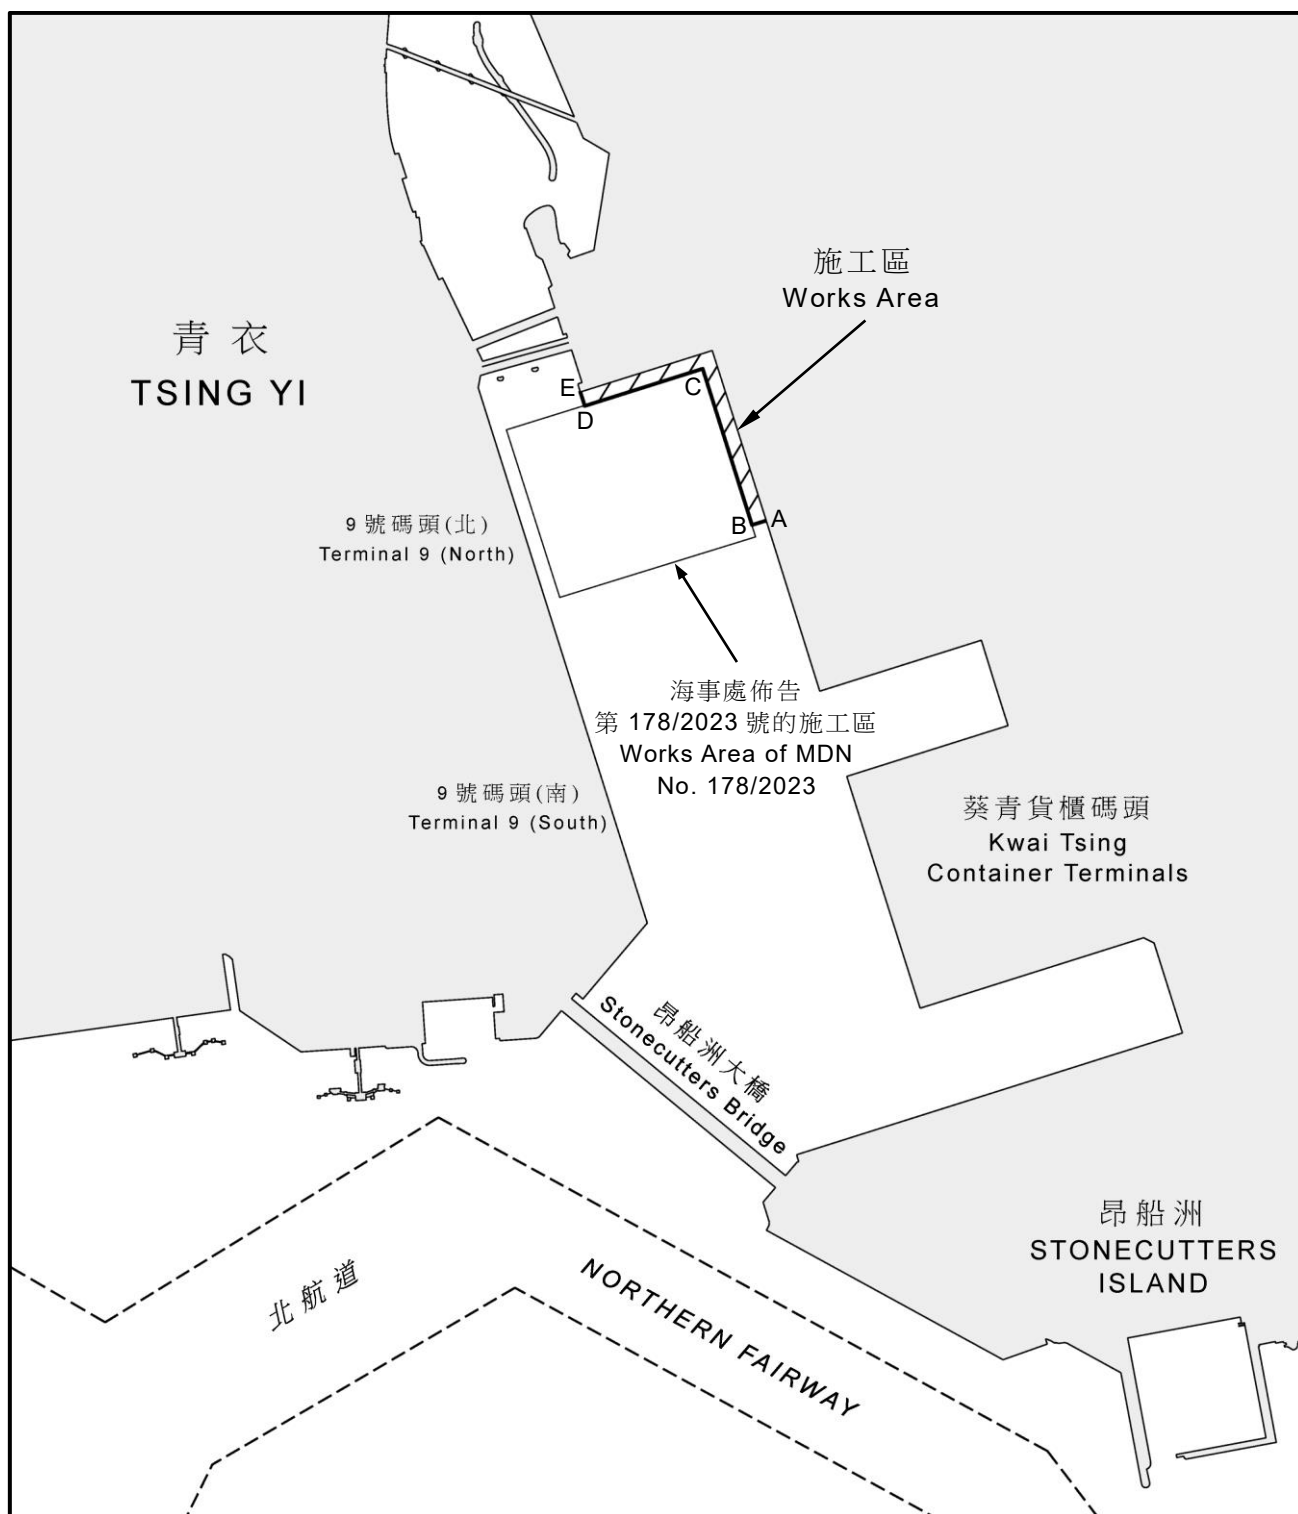 施工區
Works Area
青衣
TSING YI
E
D
C
B
A
9 號碼頭(北)
Terminal 9 (North)
海事處佈告
第 178/2023 號的施工區
Works Area of MDN
No. 178/2023
9 號碼頭(南)
Terminal 9 (South)
葵青貨櫃碼頭
Kwai Tsing
Container Terminals
昂船洲大橋
Stonecutters Bridge
昂船洲
STONECUTTERS
ISLAND
北航道
NORTHERN FAIRWAY